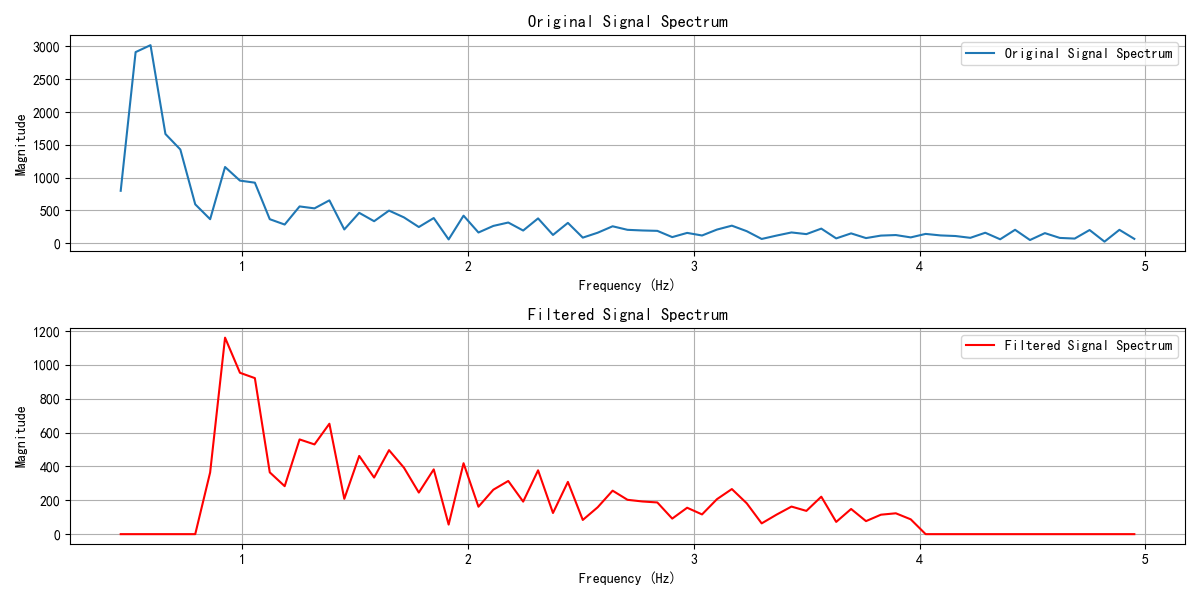 Original Signal Spectrum
Original Signal Spectrum
3000
2500
2000
1500
1000
500
0
Magnitude
1 2 3 4 5
Frequency (Hz)
Filtered Signal Spectrum
Filtered Signal Spectrum
1200
1000
800
600
400
200
0
Magnitude
1 2 3 4 5
Frequency (Hz)